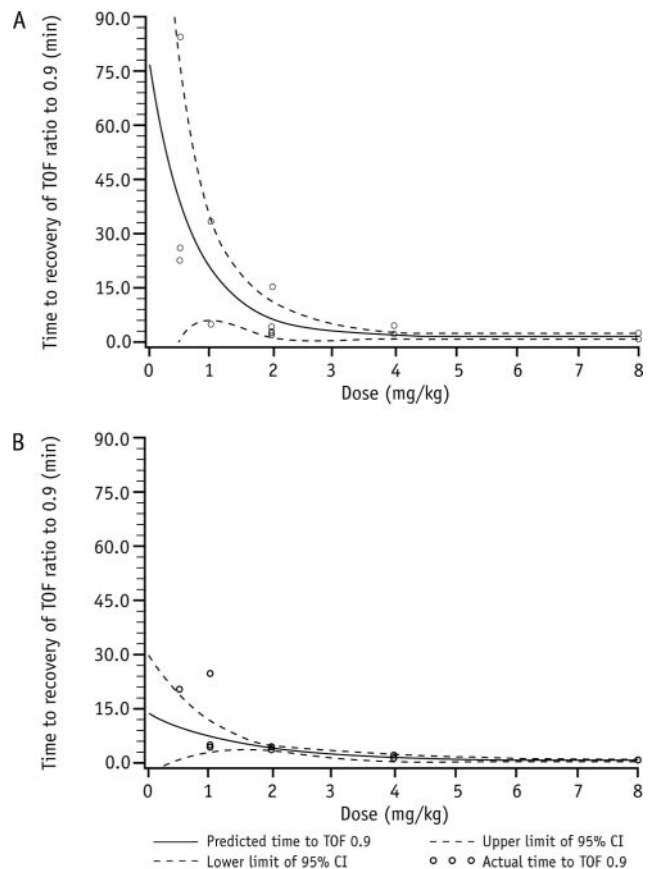 A
Time to recovery of TOF ratio to 0.9 (min)
90.0
75.0
60.0
45.0
30.0
15.0
0.0
0 1 2 3 4 5 6 7 8
Dose (mg/kg)
B
Time to recovery of TOF ratio to 0.9 (min)
90.0
75.0
60.0
45.0
30.0
15.0
0.0
0 1 2 3 4 5 6 7 8
Dose (mg/kg)
Predicted time to TOF 0.9 Upper limit of 95% CI
Lower limit of 95% CI Actual time to TOF 0.9